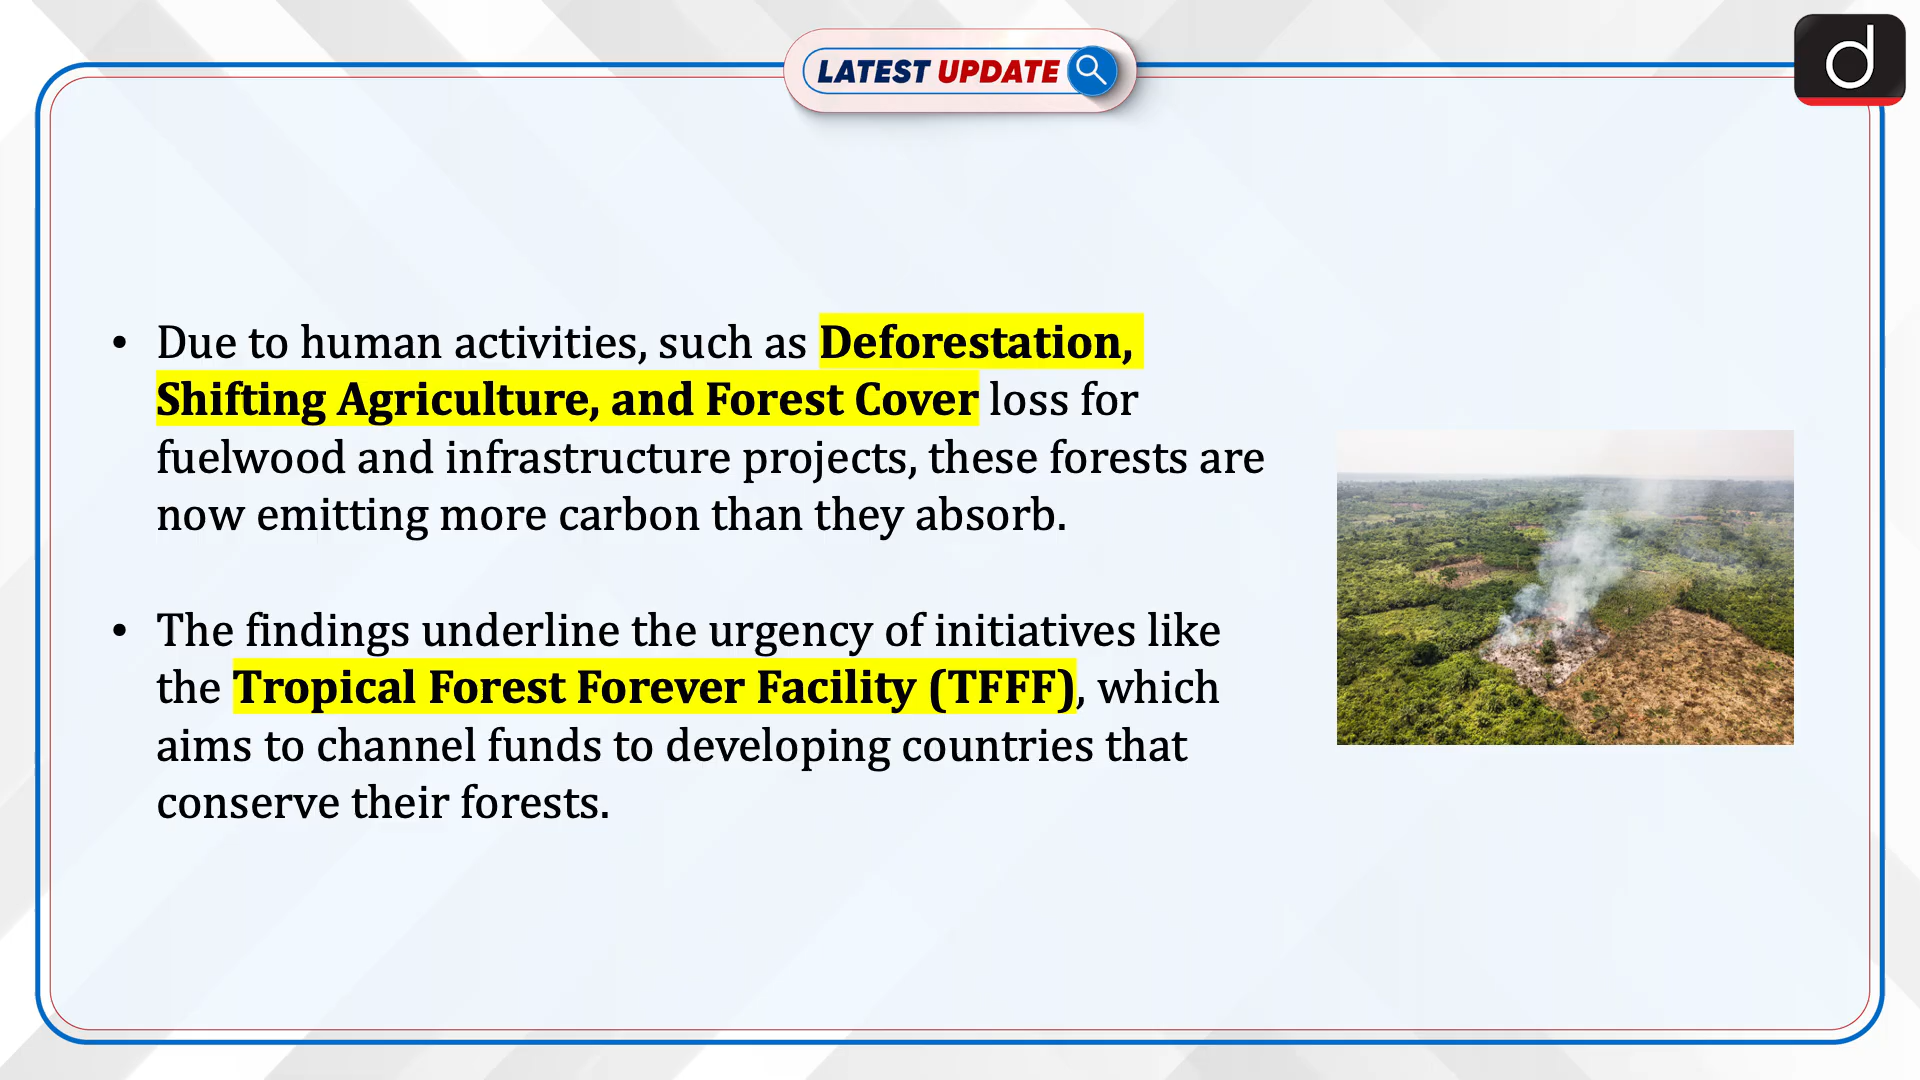 LATEST UPDATE
d
• Due to human activities, such as Deforestation,
Shifting Agriculture, and Forest Cover loss for
fuelwood and infrastructure projects, these forests are
now emitting more carbon than they absorb.
• The findings underline the urgency of initiatives like
the Tropical Forest Forever Facility (TFFF), which
aims to channel funds to developing countries that
conserve their forests.